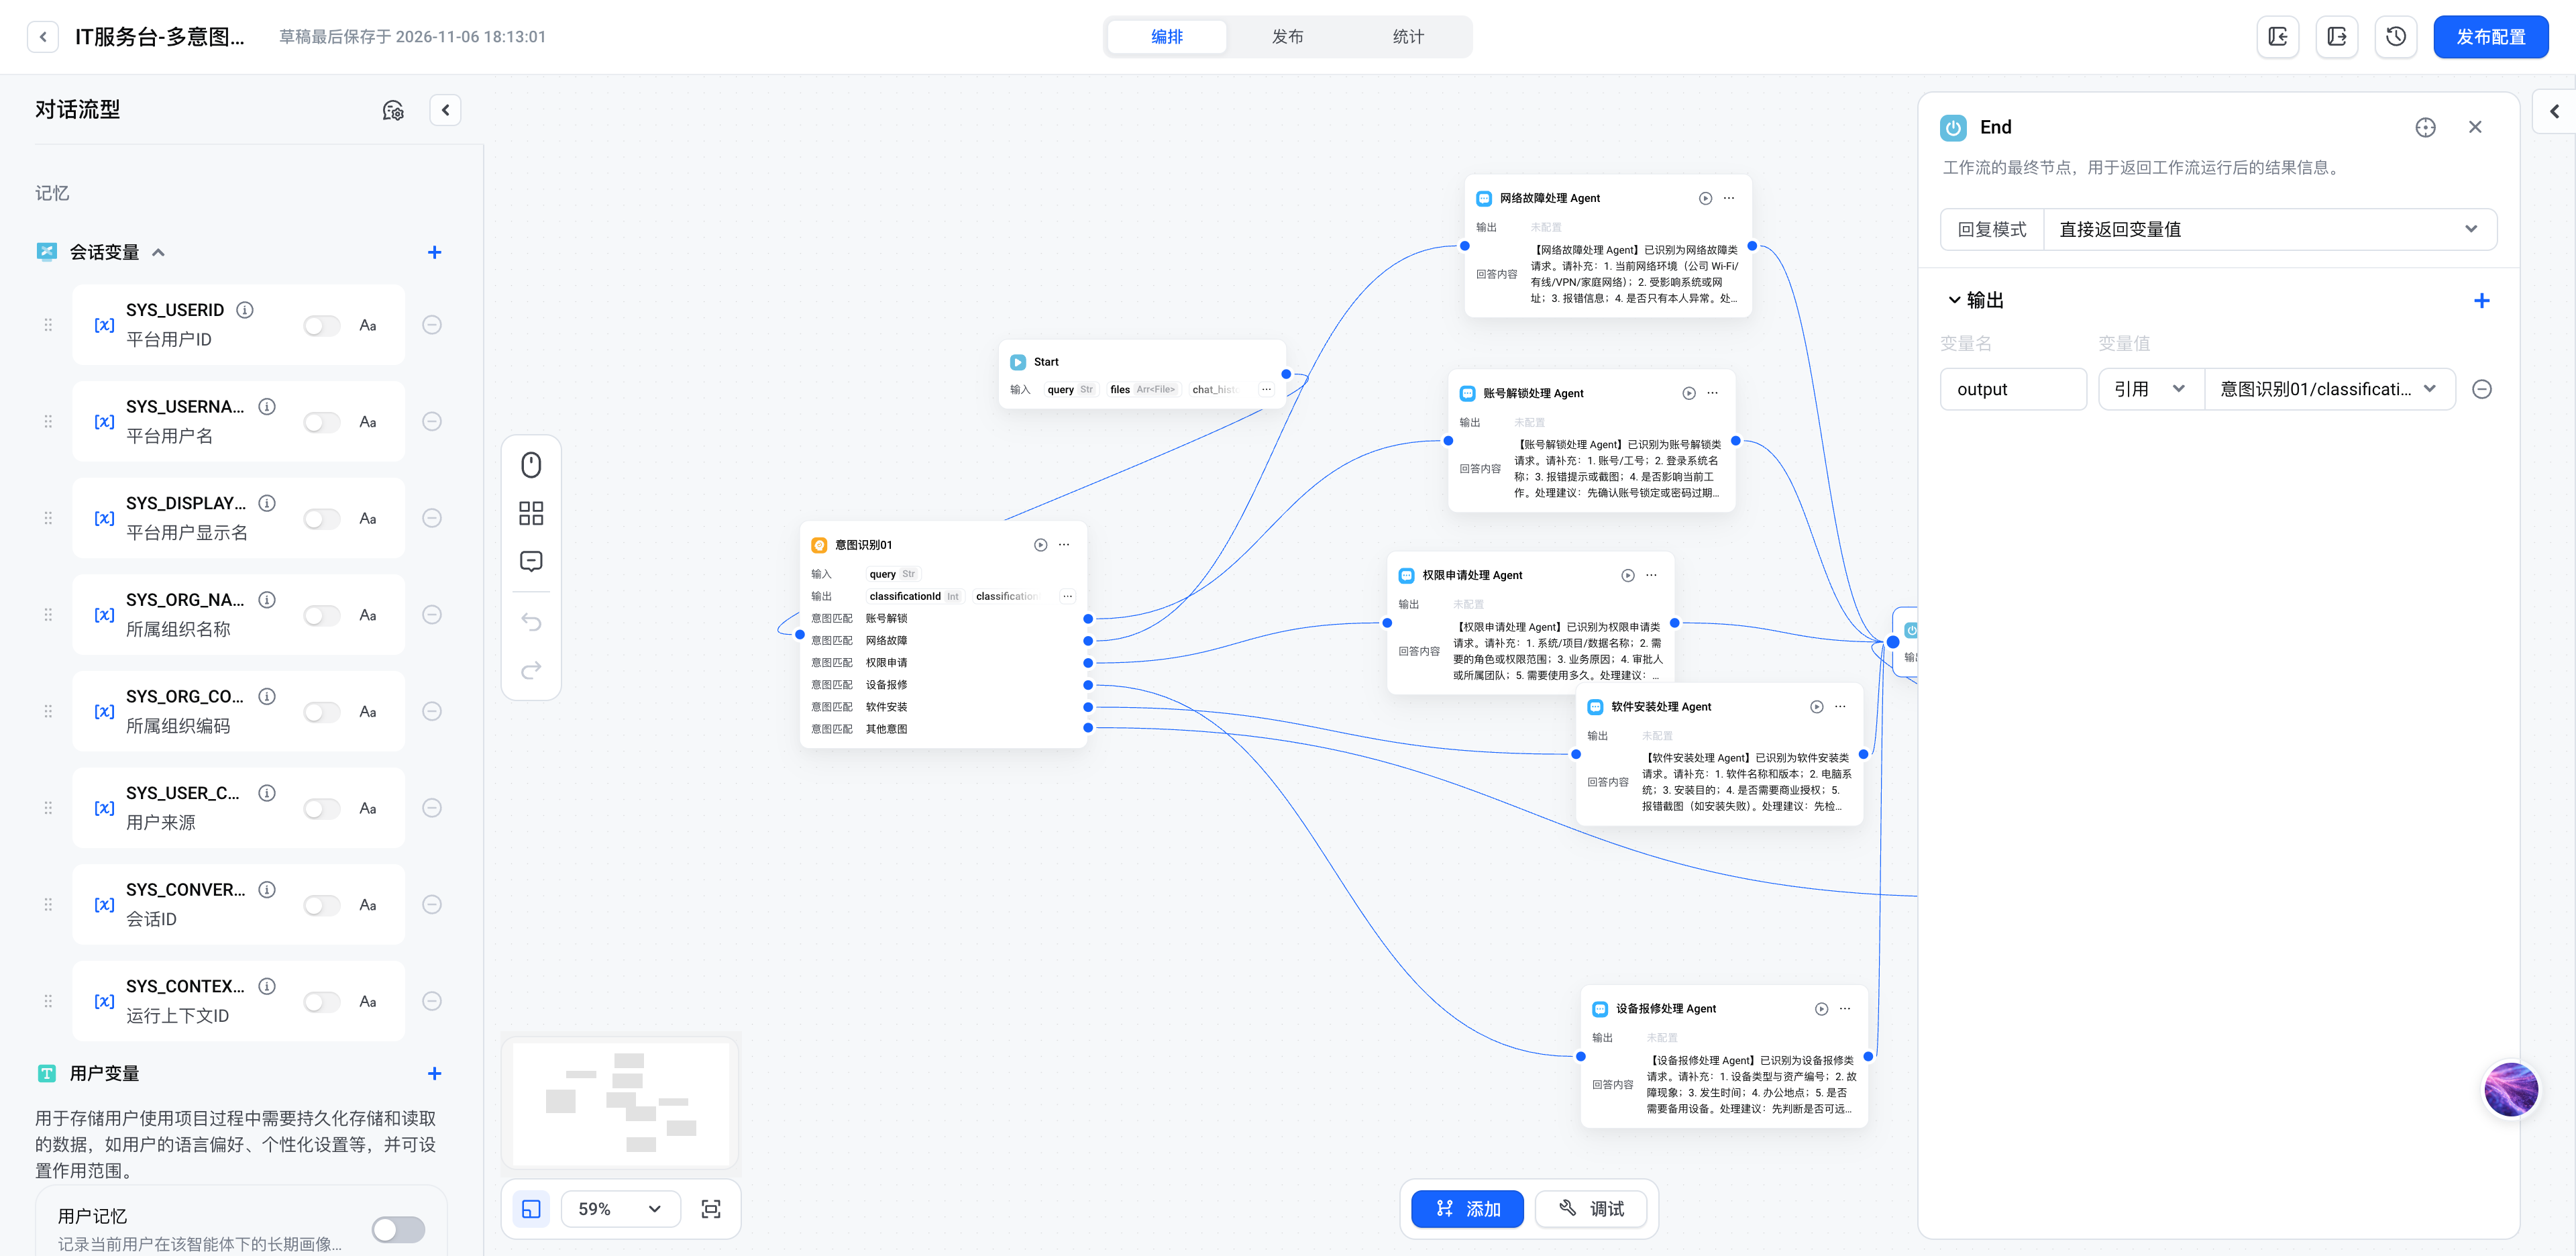 IT服务台-多意图...
草稿最后保存于 2026-11-06 18:13:01
编排
发布
统计
发布配置
对话流型
记忆
会话变量
SYS_USERID
平台用户ID
Aa
SYS_USERNA...
平台用户名
Aa
SYS_DISPLAY...
平台用户显示名
Aa
SYS_ORG_NA...
所属组织名称
Aa
SYS_ORG_CO...
所属组织编码
Aa
SYS_USER_C...
用户来源
Aa
SYS_CONVER...
会话ID
Aa
SYS_CONTEX...
运行上下文ID
Aa
用户变量
用于存储用户使用项目过程中需要持久化存储和读取
的数据，如用户的语言偏好、个性化设置等，并可设
置作用范围。
用户记忆
记录当前用户在该智能体下的长期画像...
Start
输入 query Str files Arr<File> chat_hist
意图识别01
输入 query Str
输出 classificationId Int classification
意图匹配 账号解锁
意图匹配 网络故障
意图匹配 权限申请
意图匹配 设备报修
意图匹配 软件安装
意图匹配 其他意图
网络故障处理 Agent
输出 未配置
回答内容
【网络故障处理 Agent】已识别为网络故障类
请求。请补充：1. 当前网络环境（公司 Wi-Fi/
有线/VPN/家庭网络）；2. 受影响系统或网
址；3. 报错信息；4. 是否只有本人异常。处...
账号解锁处理 Agent
输出 未配置
回答内容
【账号解锁处理 Agent】已识别为账号解锁类
请求。请补充：1. 账号/工号；2. 登录系统名
称；3. 报错提示或截图；4. 是否影响当前工
作。处理建议：先确认账号锁定或密码过期...
权限申请处理 Agent
输出 未配置
回答内容
【权限申请处理 Agent】已识别为权限申请类
请求。请补充：1. 系统/项目/数据名称；2. 需
要的角色或权限范围；3. 业务原因；4. 审批人
或所属团队；5. 需要使用多久。处理建议：...
软件安装处理 Agent
输出 未配置
回答内容
【软件安装处理 Agent】已识别为软件安装类
请求。请补充：1. 软件名称和版本；2. 电脑系
统；3. 安装目的；4. 是否需要商业授权；5.
报错截图（如安装失败）。处理建议：先检...
设备报修处理 Agent
输出 未配置
回答内容
【设备报修处理 Agent】已识别为设备报修类
请求。请补充：1. 设备类型与资产编号；2. 故
障现象；3. 发生时间；4. 办公地点；5. 是否
需要备用设备。处理建议：先判断是否可远...
59%
添加
调试
End
工作流的最终节点，用于返回工作流运行后的结果信息。
回复模式
直接返回变量值
输出
变量名
变量值
output
引用
意图识别01/classificati...